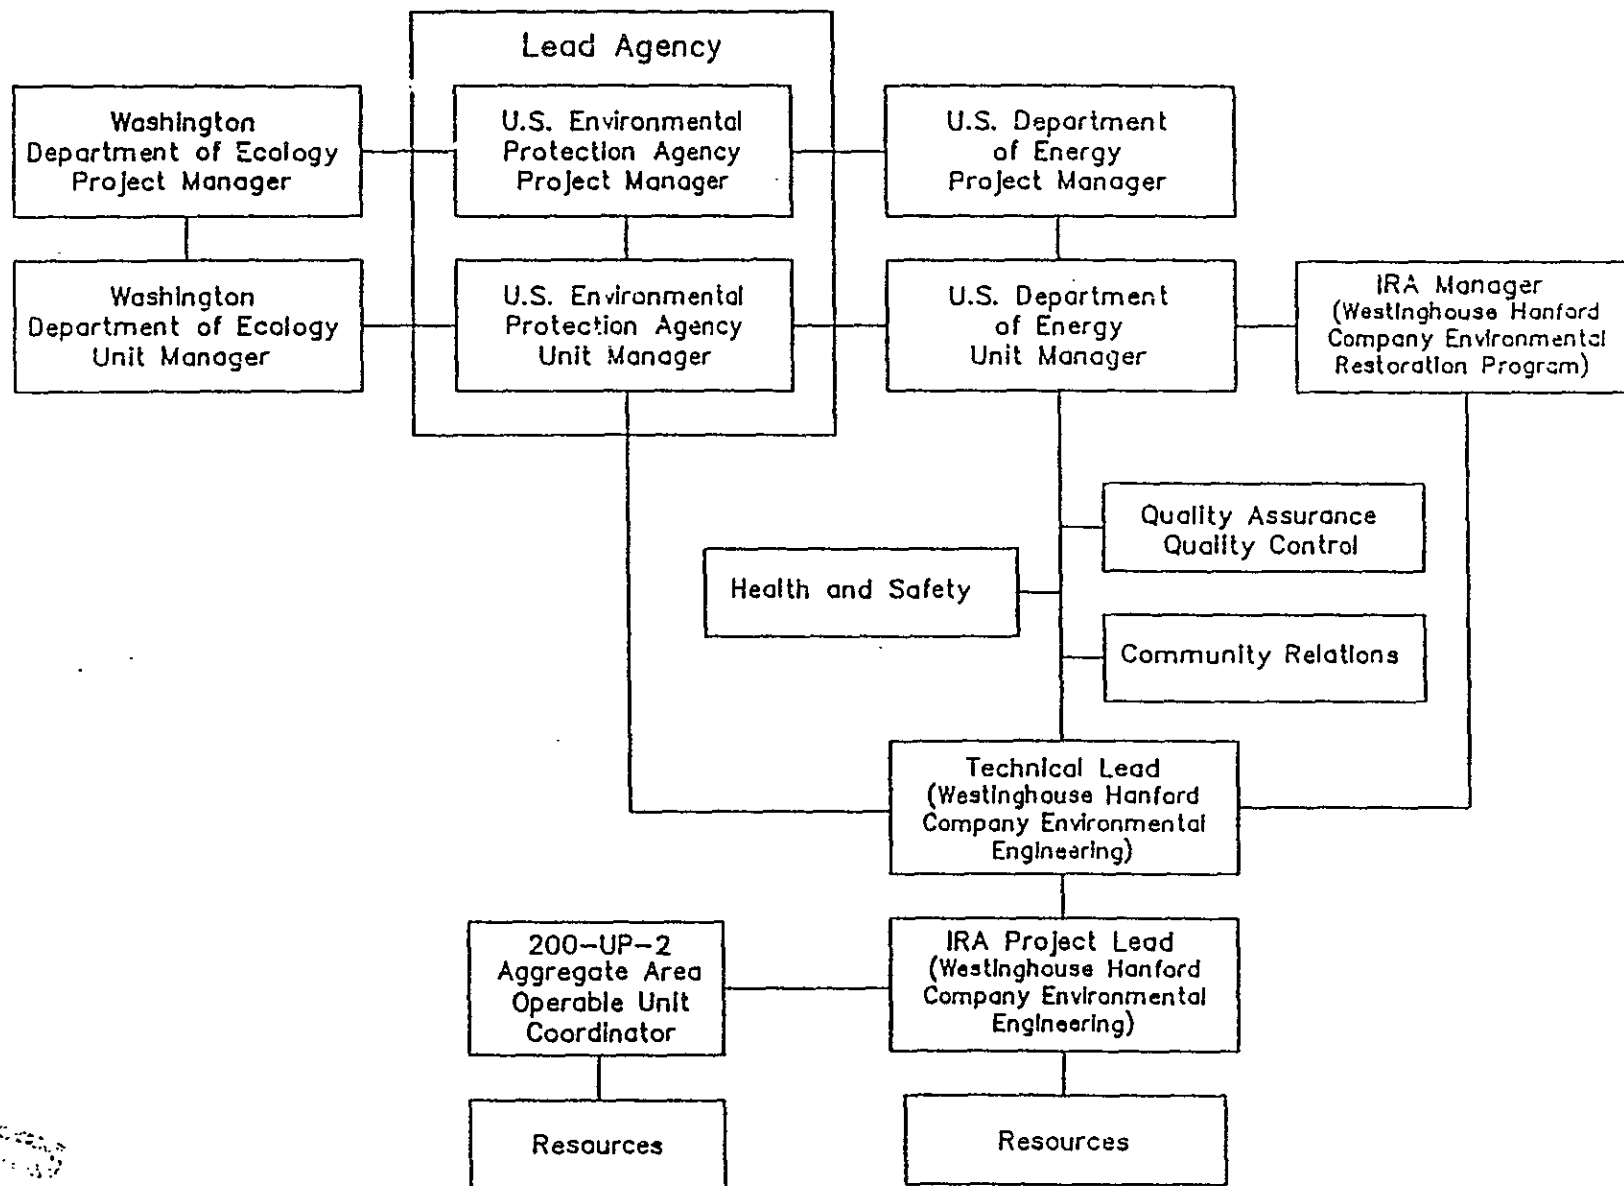 Lead Agency
Washington
Department of Ecology
Project Manager
U.S. Environmental
Protection Agency
Project Manager
U.S. Department
of Energy
Project Manager
Washington
Department of Ecology
Unit Manager
U.S. Environmental
Protection Agency
Unit Manager
U.S. Department
of Energy
Unit Manager
IRA Manager
(Westinghouse Hanford
Company Environmental
Restoration Program)
Quality Assurance
Quality Control
Health and Safety
Community Relations
Technical Lead
(Westinghouse Hanford
Company Environmental
Engineering)
200-UP-2
Aggregate Area
Operable Unit
Coordinator
IRA Project Lead
(Westinghouse Hanford
Company Environmental
Engineering)
Resources
Resources